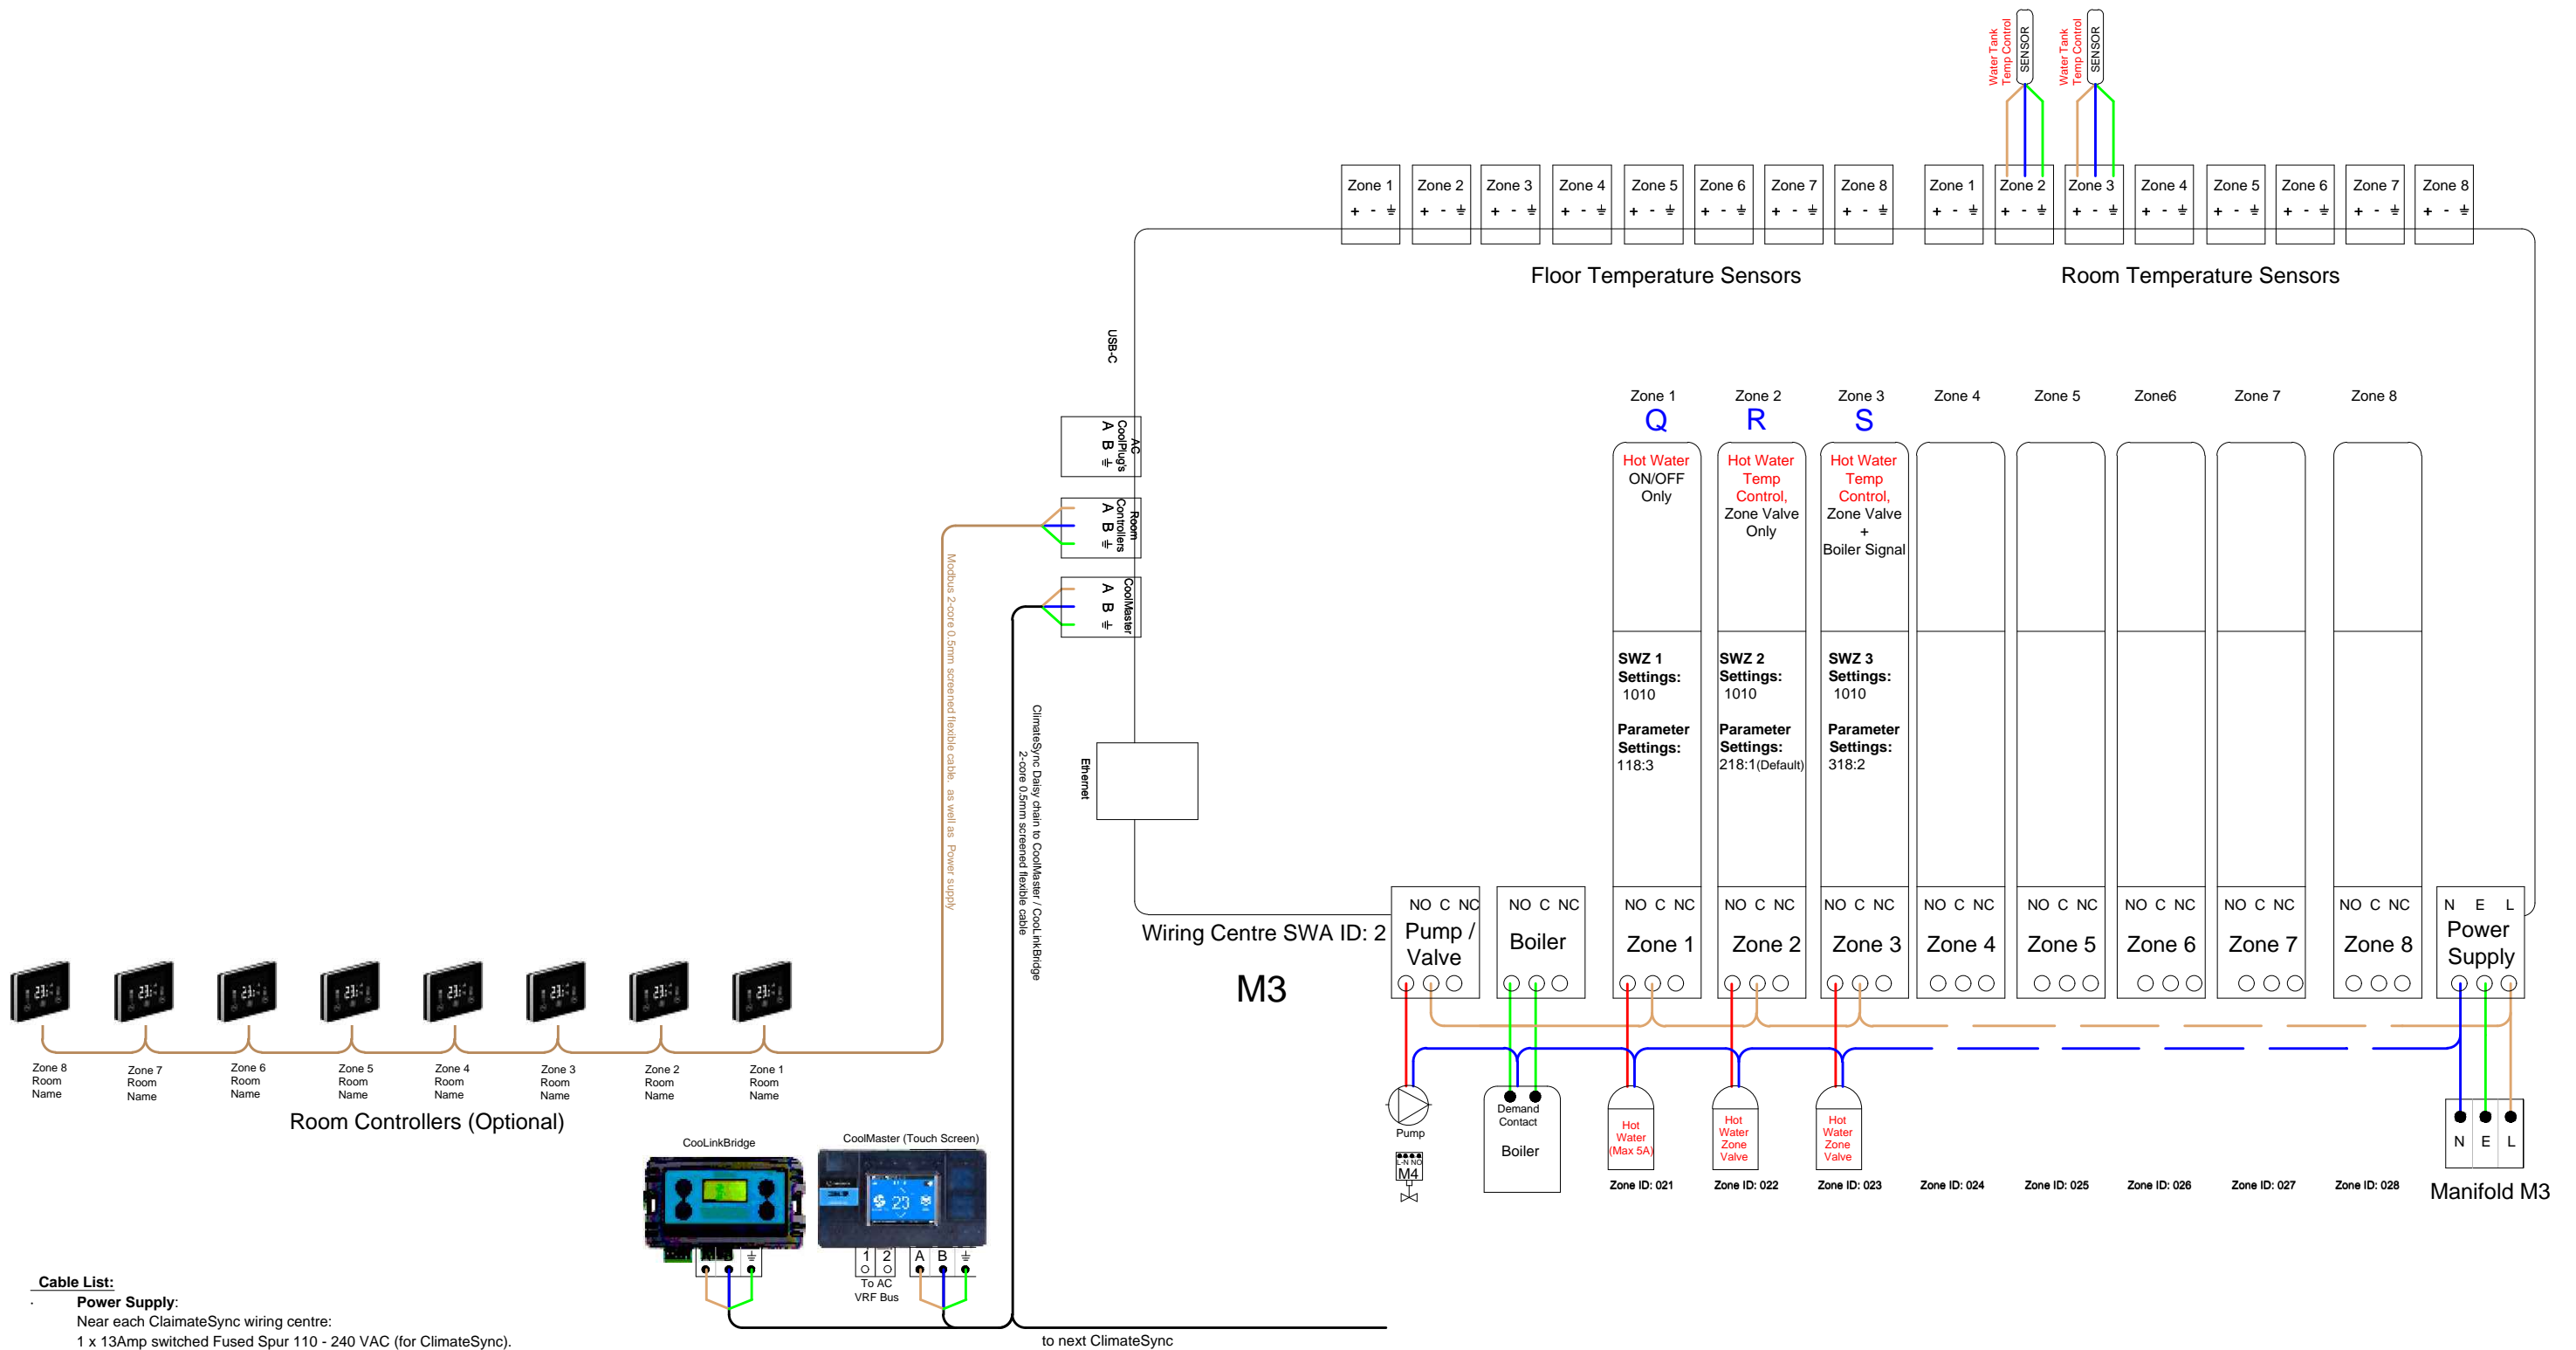 Water Tank
Temp Control
SENSOR
Water Tank
Temp Control
SENSOR
Zone 1
+ - ⏚
Zone 2
+ - ⏚
Zone 3
+ - ⏚
Zone 4
+ - ⏚
Zone 5
+ - ⏚
Zone 6
+ - ⏚
Zone 7
+ - ⏚
Zone 8
+ - ⏚
Zone 1
+ - ⏚
Zone 2
+ - ⏚
Zone 3
+ - ⏚
Zone 4
+ - ⏚
Zone 5
+ - ⏚
Zone 6
+ - ⏚
Zone 7
+ - ⏚
Zone 8
+ - ⏚
Floor Temperature Sensors
Room Temperature Sensors
USB-C
AC
CoolPlug's
A B ⏚
Room
Controllers
A B ⏚
CoolMaster
A B ⏚
Ethernet
Modbus 2-core 0.5mm screened flexible cable. as well as Power supply
ClimateSync Daisy chain to CoolMaster / CooLinkBridge
2-core 0.5mm screened flexible cable
Zone 1
Q
Zone 2
R
Zone 3
S
Zone 4
Zone 5
Zone6
Zone 7
Zone 8
Hot Water
ON/OFF
Only
Hot Water
Temp
Control,
Zone Valve
Only
Hot Water
Temp
Control,
Zone Valve
+
Boiler Signal
SWZ 1
Settings:
1010
Parameter
Settings:
118:3
SWZ 2
Settings:
1010
Parameter
Settings:
218:1(Default)
SWZ 3
Settings:
1010
Parameter
Settings:
318:2
Wiring Centre SWA ID: 2
M3
NO C NC
Pump /
Valve
NO C NC
Boiler
NO C NC
Zone 1
NO C NC
Zone 2
NO C NC
Zone 3
NO C NC
Zone 4
NO C NC
Zone 5
NO C NC
Zone 6
NO C NC
Zone 7
NO C NC
Zone 8
N E L
Power
Supply
Pump
L-N NO
M4
Demand
Contact
Boiler
Hot
Water
(Max 5A)
Hot
Water
Zone
Valve
Hot
Water
Zone
Valve
Zone ID: 021
Zone ID: 022
Zone ID: 023
Zone ID: 024
Zone ID: 025
Zone ID: 026
Zone ID: 027
Zone ID: 028
N E L
Manifold M3
Zone 8
Room
Name
Zone 7
Room
Name
Zone 6
Room
Name
Zone 5
Room
Name
Zone 4
Room
Name
Zone 3
Room
Name
Zone 2
Room
Name
Zone 1
Room
Name
Room Controllers (Optional)
CooLinkBridge
CoolMaster (Touch Screen)
23
⏚
1 2
A B ⏚
To AC
VRF Bus
to next ClimateSync
Cable List:
· Power Supply:
Near each ClaimateSync wiring centre:
1 x 13Amp switched Fused Spur 110 - 240 VAC (for ClimateSync).